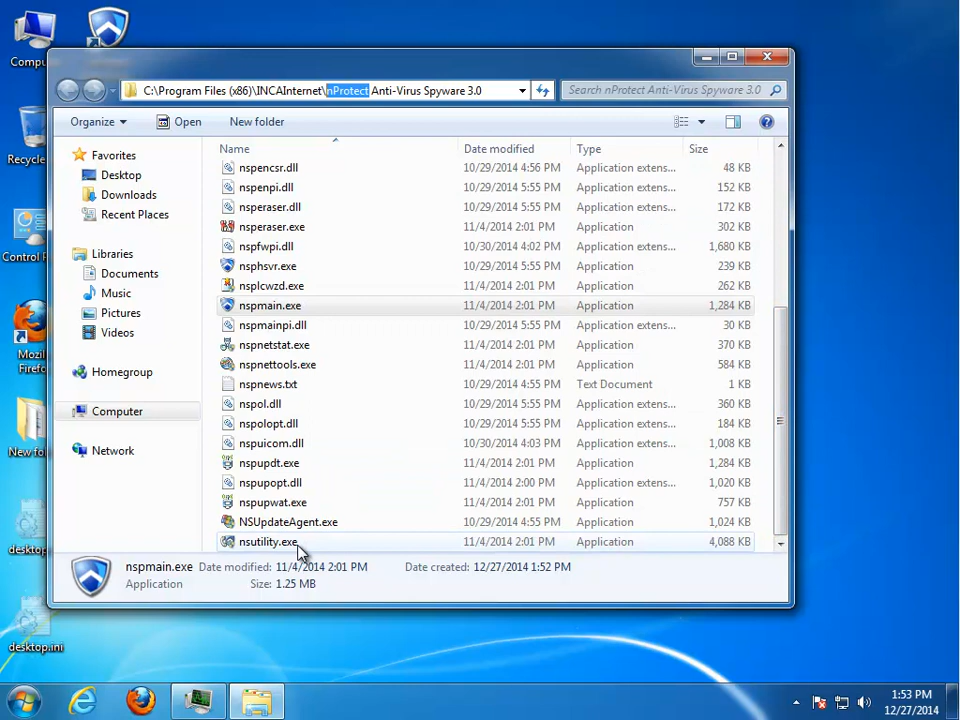 Compu
C:\Program Files (x86)\INCAInternet\nProtect Anti-Virus Spyware 3.0
Search nProtect Anti-Virus Spyware 3.0
Organize
Open
New folder
Name
Date modified
Type
Size
Favorites
Desktop
Downloads
Recent Places
Libraries
Documents
Music
Pictures
Videos
Homegroup
Computer
Network
nspencsr.dll 10/29/2014 4:56 PM Application extens... 48 KB
nspenpi.dll 10/29/2014 5:55 PM Application extens... 152 KB
nsperaser.dll 10/29/2014 5:55 PM Application extens... 172 KB
nsperaser.exe 11/4/2014 2:01 PM Application 302 KB
nspfwpi.dll 10/30/2014 4:02 PM Application extens... 1,680 KB
nsphsvr.exe 10/29/2014 5:55 PM Application 239 KB
nsplcwzd.exe 11/4/2014 2:01 PM Application 262 KB
nspmain.exe 11/4/2014 2:01 PM Application 1,284 KB
nspmainpi.dll 10/29/2014 5:55 PM Application extens... 30 KB
nspnetstat.exe 11/4/2014 2:01 PM Application 370 KB
nspnettools.exe 11/4/2014 2:01 PM Application 584 KB
nspnews.txt 10/29/2014 4:55 PM Text Document 1 KB
nspol.dll 10/29/2014 4:55 PM Application extens... 360 KB
nspolopt.dll 10/29/2014 5:55 PM Application extens... 184 KB
nspuicom.dll 10/30/2014 4:03 PM Application extens... 1,008 KB
nspupdt.exe 11/4/2014 2:01 PM Application 1,284 KB
nspupopt.dll 11/4/2014 2:00 PM Application extens... 1,020 KB
nspupwat.exe 11/4/2014 2:01 PM Application 757 KB
NSUpdateAgent.exe 10/29/2014 4:55 PM Application 1,024 KB
nsutility.exe 11/4/2014 2:01 PM Application 4,088 KB
nspmain.exe Date modified: 11/4/2014 2:01 PM Date created: 12/27/2014 1:52 PM
Application Size: 1.25 MB
Recycle
Control P
Mozil
Firefo
New fo
deskto
desktop.ini
1:53 PM
12/27/2014